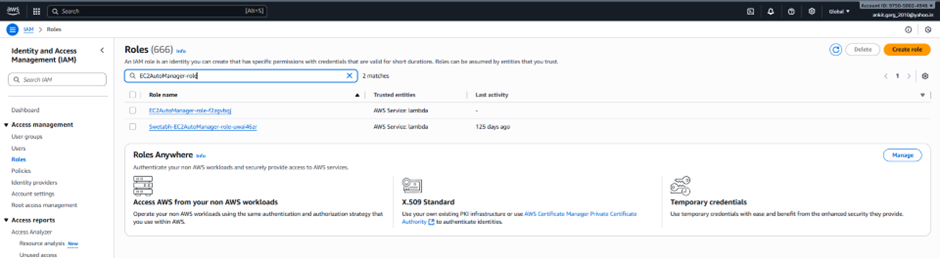 aws
Search
[Alt+S]
Global
Account ID: 9750-5002-4946
ankit.garg_2010@yahoo.in
IAM > Roles
Identity and Access Management (IAM)
Search IAM
Dashboard
Access management
User groups
Users
Roles
Policies
Identity providers
Account settings
Root access management
Access reports
Access Analyzer
Resource analysis New
Unused access
Roles (666) Info
Delete
Create role
An IAM role is an identity you can create that has specific permissions with credentials that are valid for short durations. Roles can be assumed by entities that you trust.
EC2AutoManager-role
2 matches
1
Role name
Trusted entities
Last activity
AWS Service: lambda
-
AWS Service: lambda
125 days ago
Roles Anywhere Info
Manage
Authenticate your non AWS workloads and securely provide access to AWS services.
Access AWS from your non AWS workloads
Operate your non AWS workloads using the same authentication and authorization strategy that
you use within AWS.
X.509 Standard
Use your own existing PKI infrastructure or use AWS Certificate Manager Private Certificate
Authority to authenticate identities.
Temporary credentials
Use temporary credentials with ease and benefit from the enhanced security they provide.